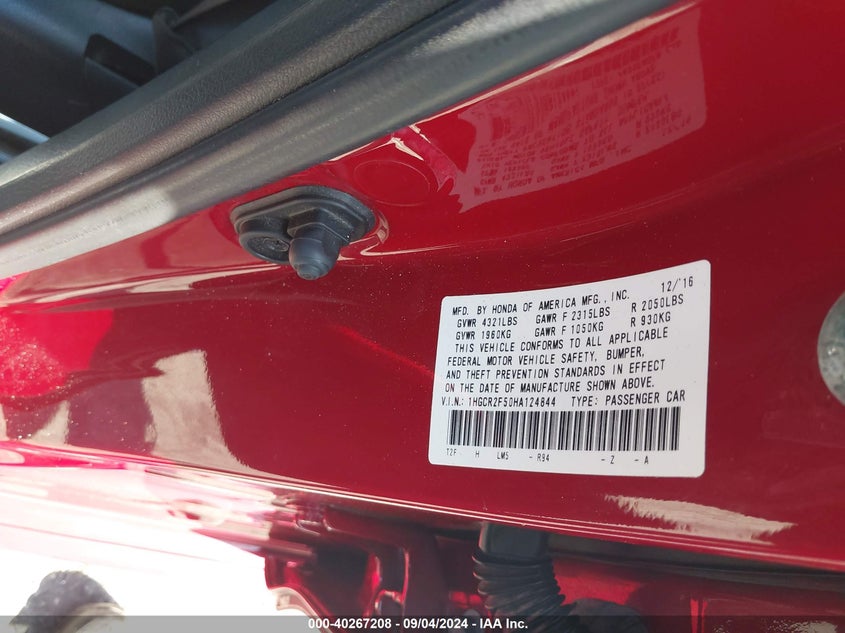 MFD. BY HONDA OF AMERICA MFG., INC. 12/'16
GVWR 4321LBS GAWR F 2315LBS R 2050LBS
GVWR 1960KG GAWR F 1050KG R 930KG
THIS VEHICLE CONFORMS TO ALL APPLICABLE
FEDERAL MOTOR VEHICLE SAFETY, BUMPER,
AND THEFT PREVENTION STANDARDS IN EFFECT
ON THE DATE OF MANUFACTURE SHOWN ABOVE.
V.I.N.: 1HGCR2F50HA124844 TYPE: PASSENGER CAR
T2F H LM5 - R94 - Z - A
000-40267208 - 09/04/2024 - IAA Inc.